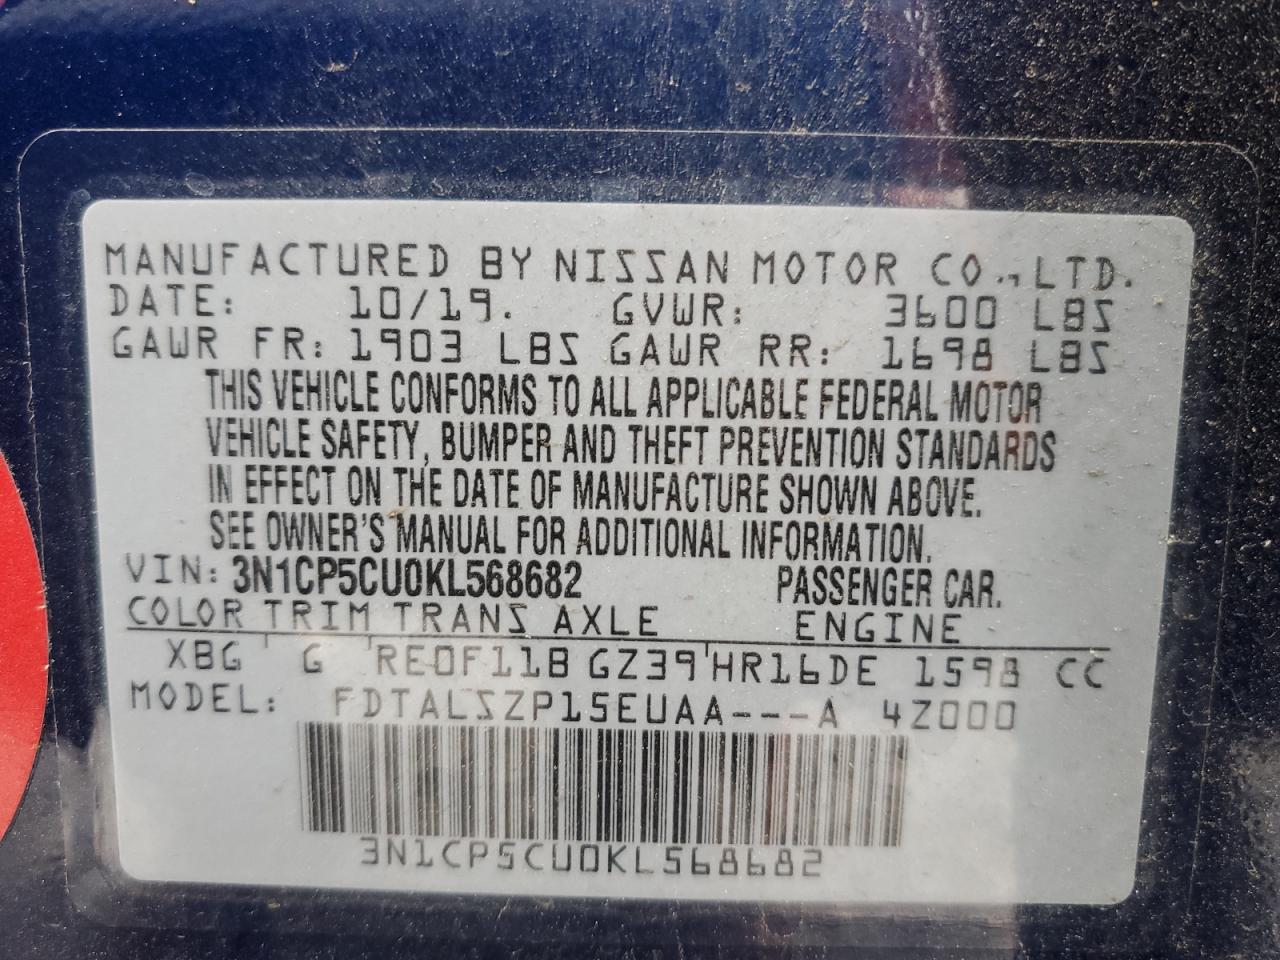 MANUFACTURED BY NISSAN MOTOR CO., LTD.
DATE: 10/19. GVWR: 3600 LBS
GAWR FR: 1903 LBS GAWR RR: 1698 LBS
THIS VEHICLE CONFORMS TO ALL APPLICABLE FEDERAL MOTOR
VEHICLE SAFETY, BUMPER AND THEFT PREVENTION STANDARDS
IN EFFECT ON THE DATE OF MANUFACTURE SHOWN ABOVE.
SEE OWNER'S MANUAL FOR ADDITIONAL INFORMATION.
VIN: 3N1CP5CU0KL568682 PASSENGER CAR.
COLOR TRIM TRANS AXLE ENGINE
XBG G RE0F11B GZ39 HR16DE 1598 CC
MODEL: FDTALSZP15EUAA---A 4Z000
3N1CP5CU0KL568682